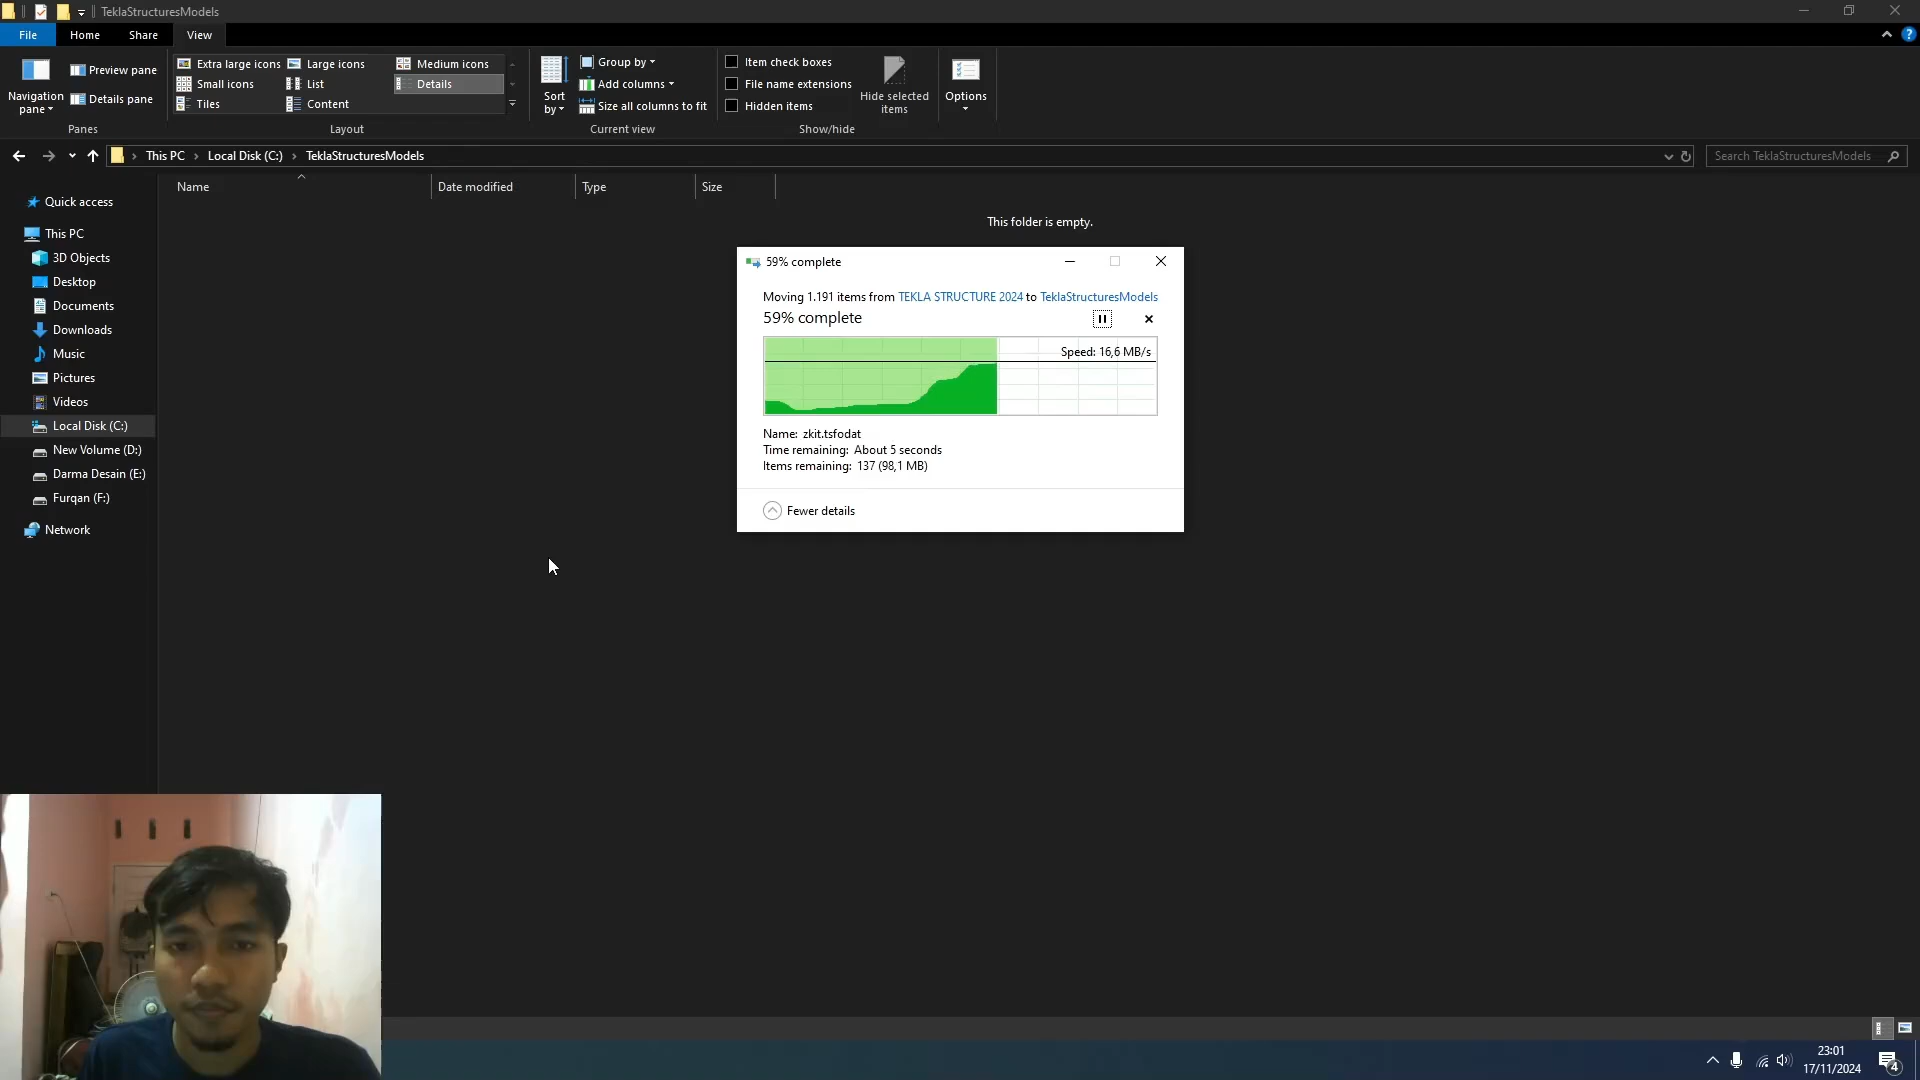 TeklaStructuresModels
File Home Share View
Navigation pane
Preview pane
Details pane
Panes
Extra large icons Large icons Medium icons
Small icons List Details
Tiles Content
Layout
Sort by
Group by
Add columns
Size all columns to fit
Current view
Item check boxes
File name extensions
Hidden items
Hide selected items
Show/hide
Options
This PC Local Disk (C:) TeklaStructuresModels
Search TeklaStructuresModels
Name Date modified Type Size
This folder is empty.
Quick access
This PC
3D Objects
Desktop
Documents
Downloads
Music
Pictures
Videos
Local Disk (C:)
New Volume (D:)
Darma Desain (E:)
Furqan (F:)
Network
59% complete
Moving 1.191 items from TEKLA STRUCTURE 2024 to TeklaStructuresModels
59% complete
Speed: 16,6 MB/s
Name: zkit.tsfodat
Time remaining: About 5 seconds
Items remaining: 137 (98,1 MB)
Fewer details
23:01
17/11/2024
4